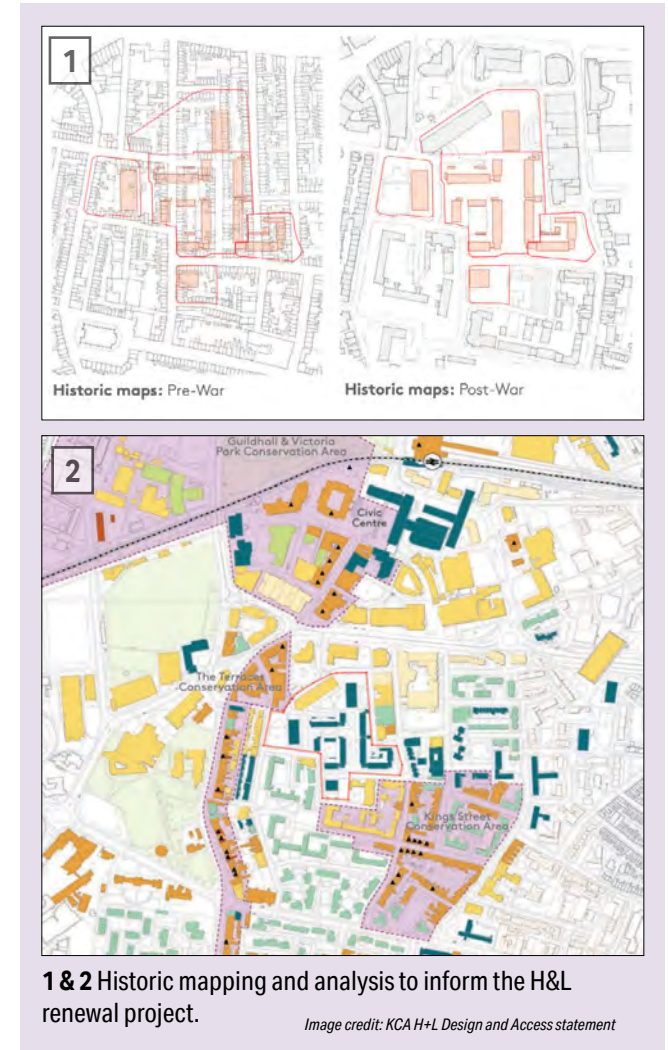 1
Historic maps: Pre-War
Historic maps: Post-War
2
Guildhall & Victoria
Park Conservation Area
Civic
Centre
The Terraces
Conservation Area
Kings Street
Conservation Area
1 & 2 Historic mapping and analysis to inform the H&L
renewal project.
Image credit: KCA H+L Design and Access statement